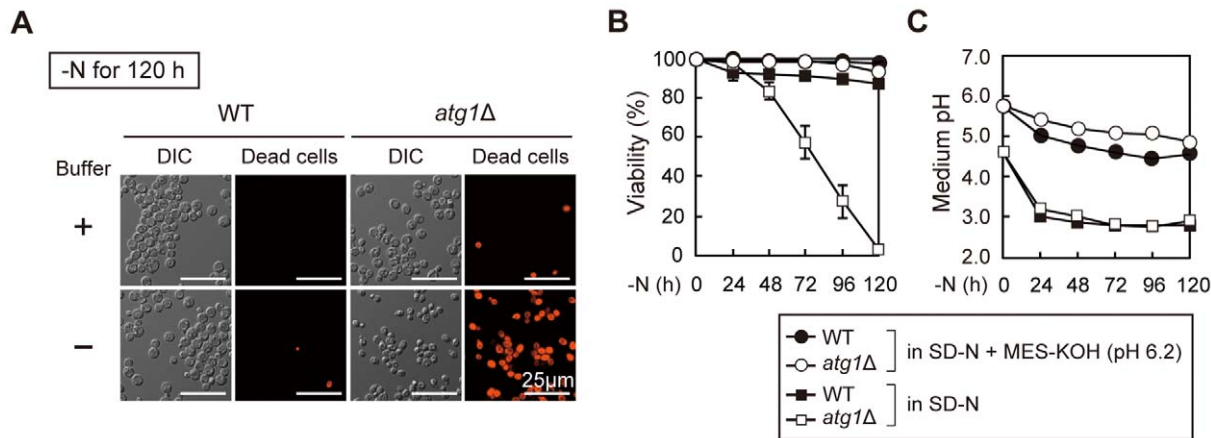 A
-N for 120 h
WT atg1Δ
Buffer DIC Dead cells DIC Dead cells
+
−
25μm
B
Viability (%)
100
80
60
40
20
0
-N (h) 0 24 48 72 96 120
C
Medium pH
7.0
6.0
5.0
4.0
3.0
2.0
-N (h) 0 24 48 72 96 120
WT
atg1Δ
in SD-N + MES-KOH (pH 6.2)
WT
atg1Δ
in SD-N